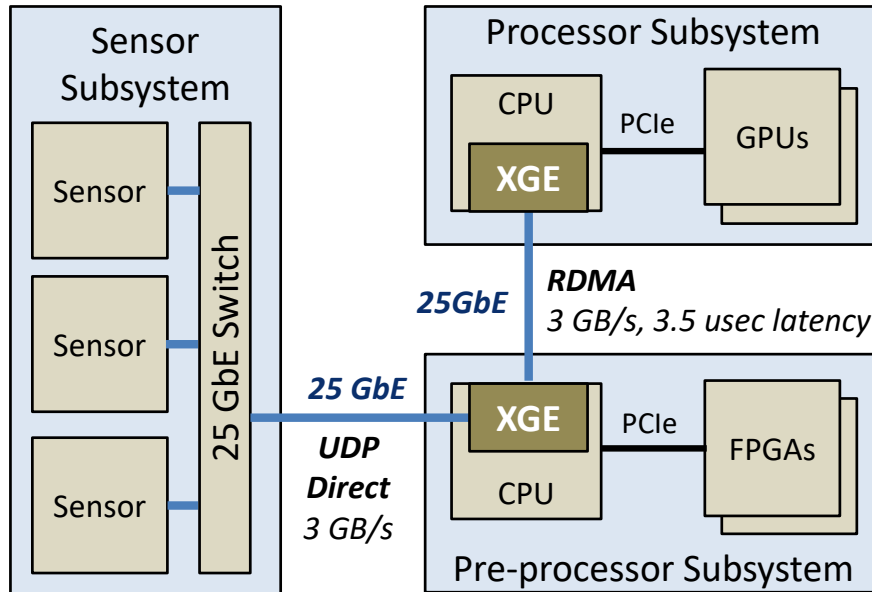 Sensor
Subsystem
Sensor
Sensor
Sensor
25 GbE Switch
25 GbE
UDP
Direct
3 GB/s
Processor Subsystem
CPU
XGE
PCIe
GPUs
25GbE
RDMA
3 GB/s, 3.5 usec latency
XGE
CPU
PCIe
FPGAs
Pre-processor Subsystem